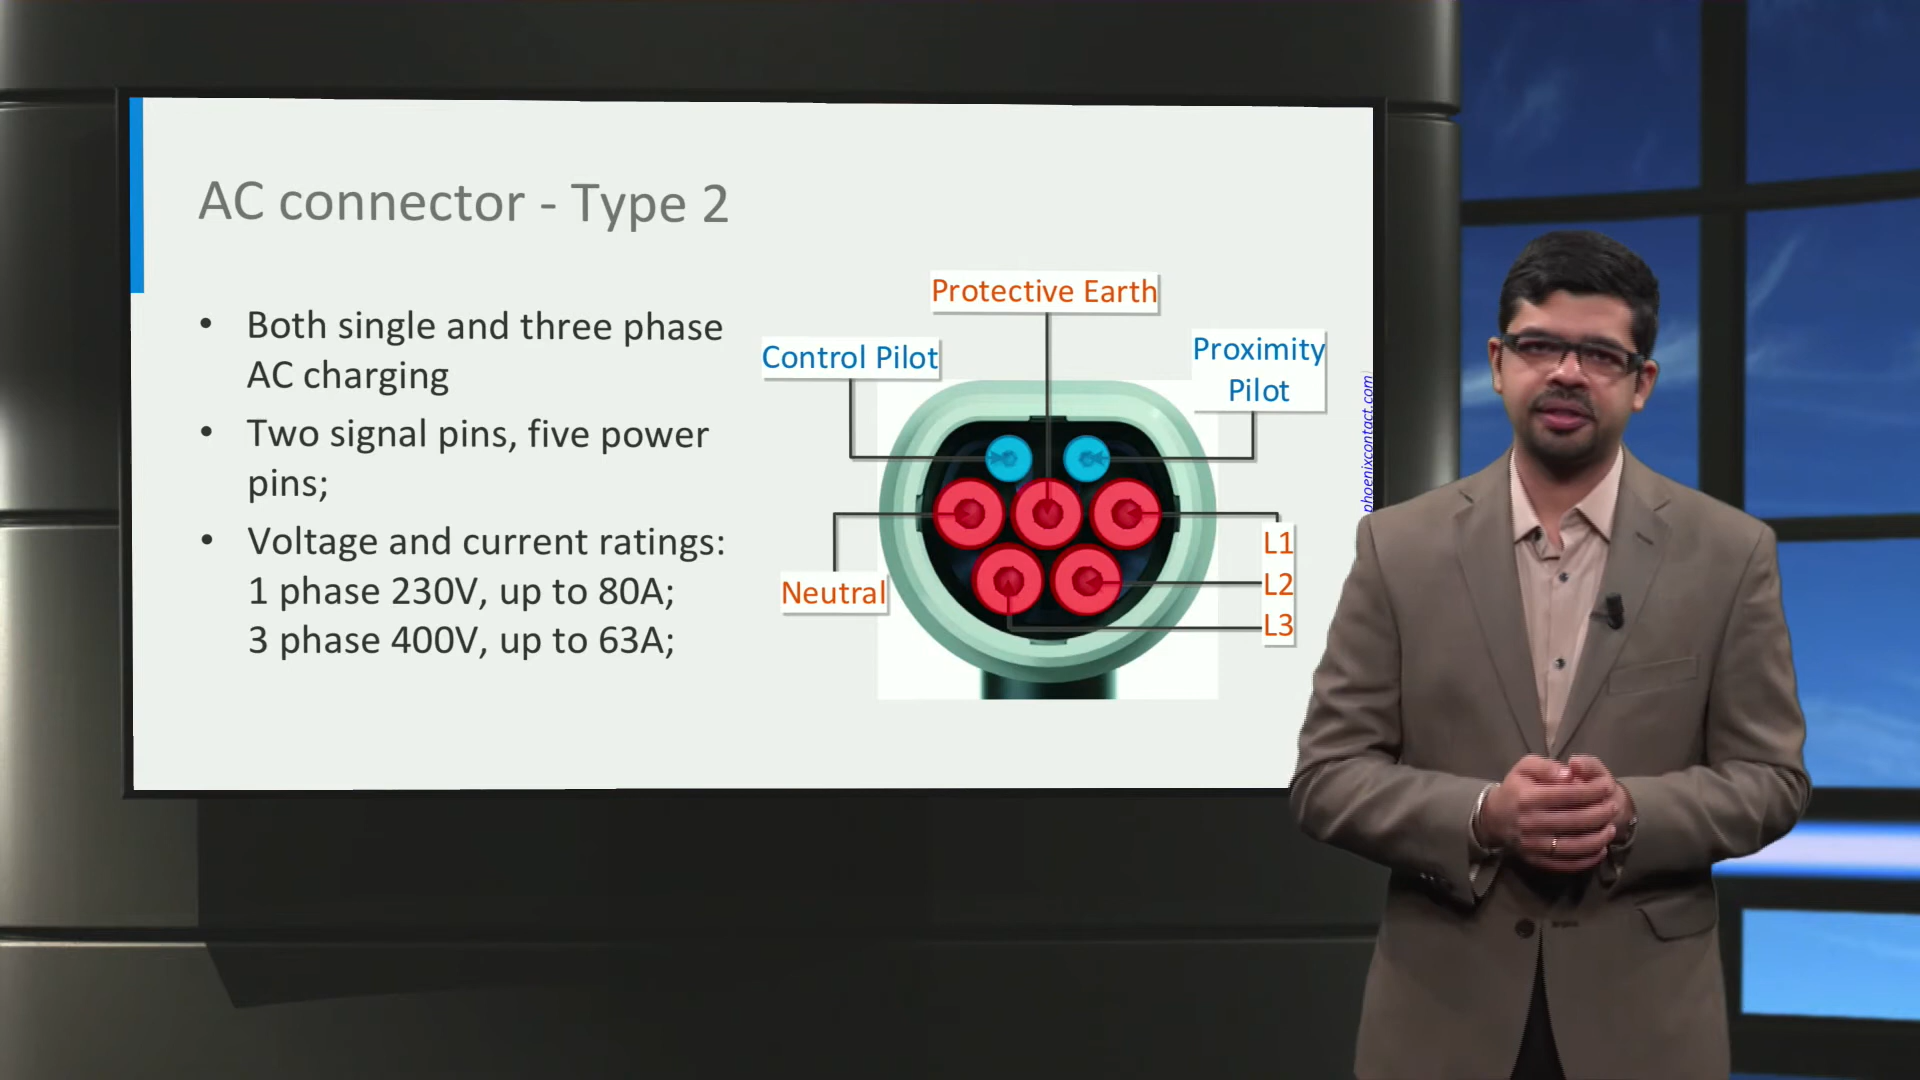 AC connector - Type 2
• Both single and three phase
AC charging
• Two signal pins, five power
pins;
• Voltage and current ratings:
1 phase 230V, up to 80A;
3 phase 400V, up to 63A;
Protective Earth
Control Pilot
Proximity
Pilot
Neutral
L1
L2
L3
phoenixcontact.com)